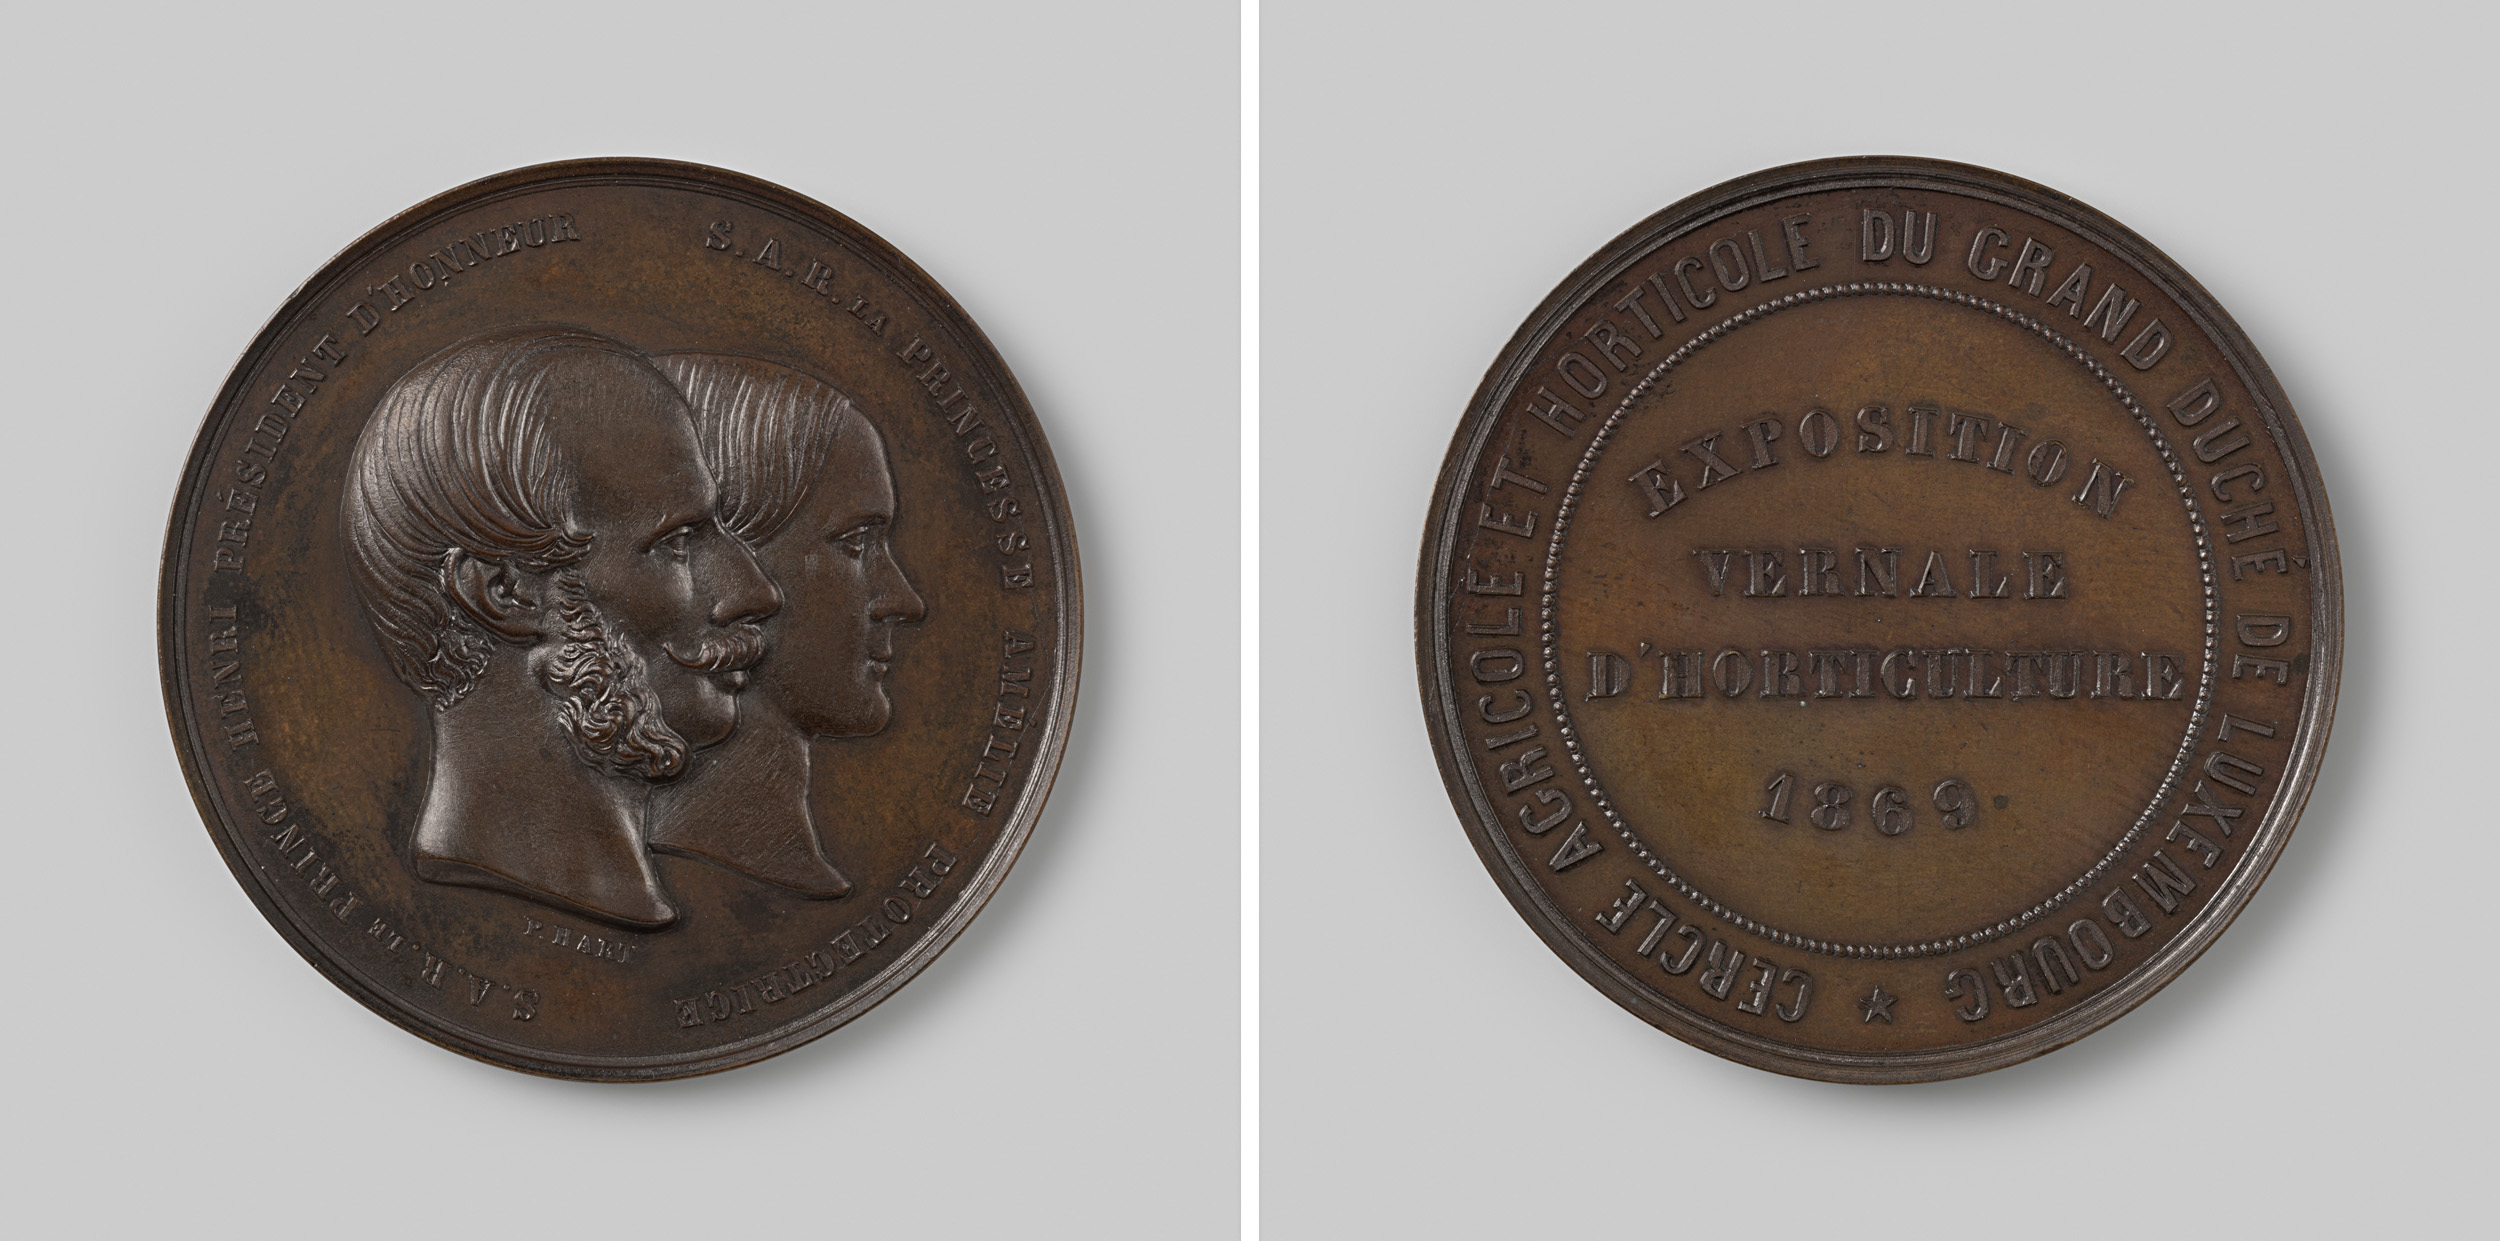 S.A.R. LE PRINCE HENRI PRÉSIDENT D'HONNEUR
S.A.R. LA PRINCESSE AMÉLIE PROTECTRICE
P. HART
CERCLE AGRICOLE ET HORTICOLE DU GRAND DUCHÉ DE LUXEMBOURG
EXPOSITION
VERNALE
D'HORTICULTURE
1869